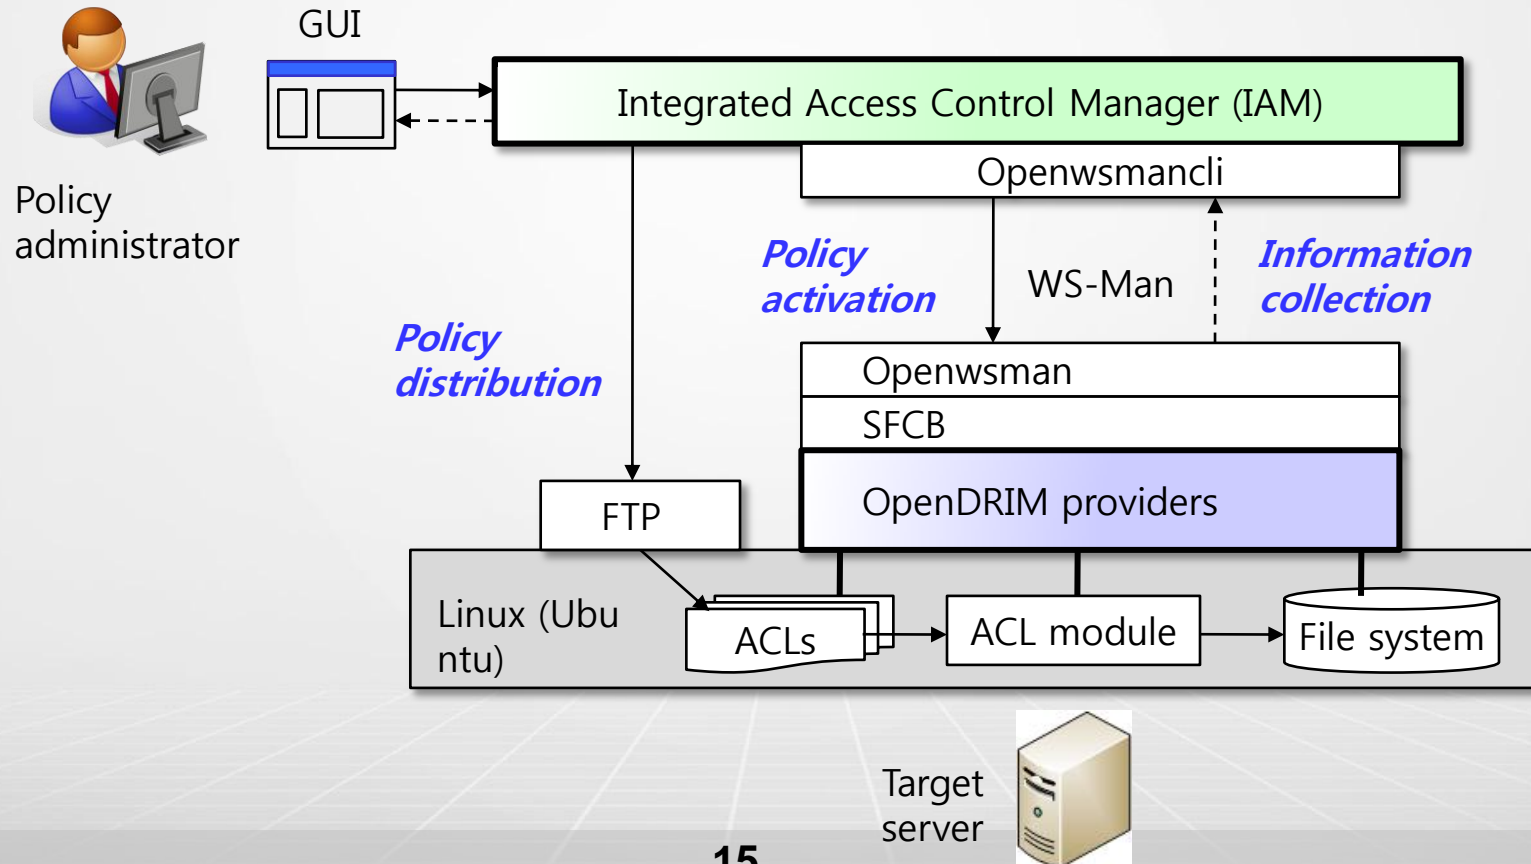 GUI
Integrated Access Control Manager (IAM)
Openwsmancli
Policy
administrator
Policy
activation
WS-Man
Information
collection
Policy
distribution
Openwsman
SFCB
OpenDRIM providers
FTP
Linux (Ubu
ntu)
ACLs
ACL module
File system
Target
server
15